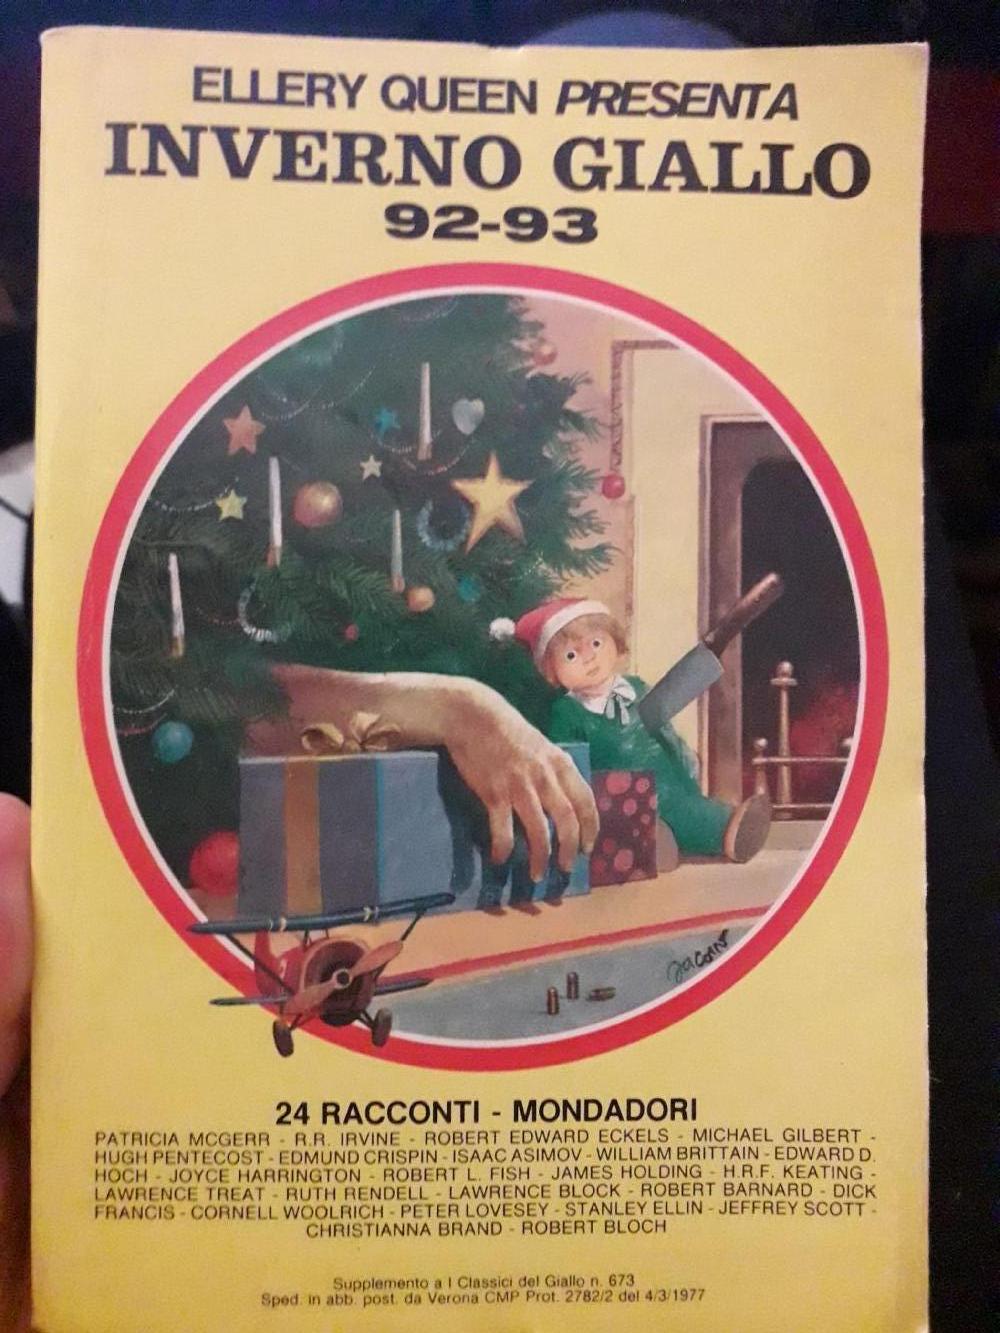 ELLERY QUEEN PRESENTA
INVERNO GIALLO
92-93
Jacono
24 RACCONTI - MONDADORI
PATRICIA MCGERR - R.R. IRVINE - ROBERT EDWARD ECKELS - MICHAEL GILBERT -
HUGH PENTECOST - EDMUND CRISPIN - ISAAC ASIMOV - WILLIAM BRITTAIN - EDWARD D.
HOCH - JOYCE HARRINGTON - ROBERT L. FISH - JAMES HOLDING - H.R.F. KEATING -
LAWRENCE TREAT - RUTH RENDELL - LAWRENCE BLOCK - ROBERT BARNARD - DICK
FRANCIS - CORNELL WOOLRICH - PETER LOVESEY - STANLEY ELLIN - JEFFREY SCOTT -
CHRISTIANNA BRAND - ROBERT BLOCH
Supplemento a I Classici del Giallo n. 673
Sped. in abb. post. da Verona CMP Prot. 2782/2 del 4/3/1977